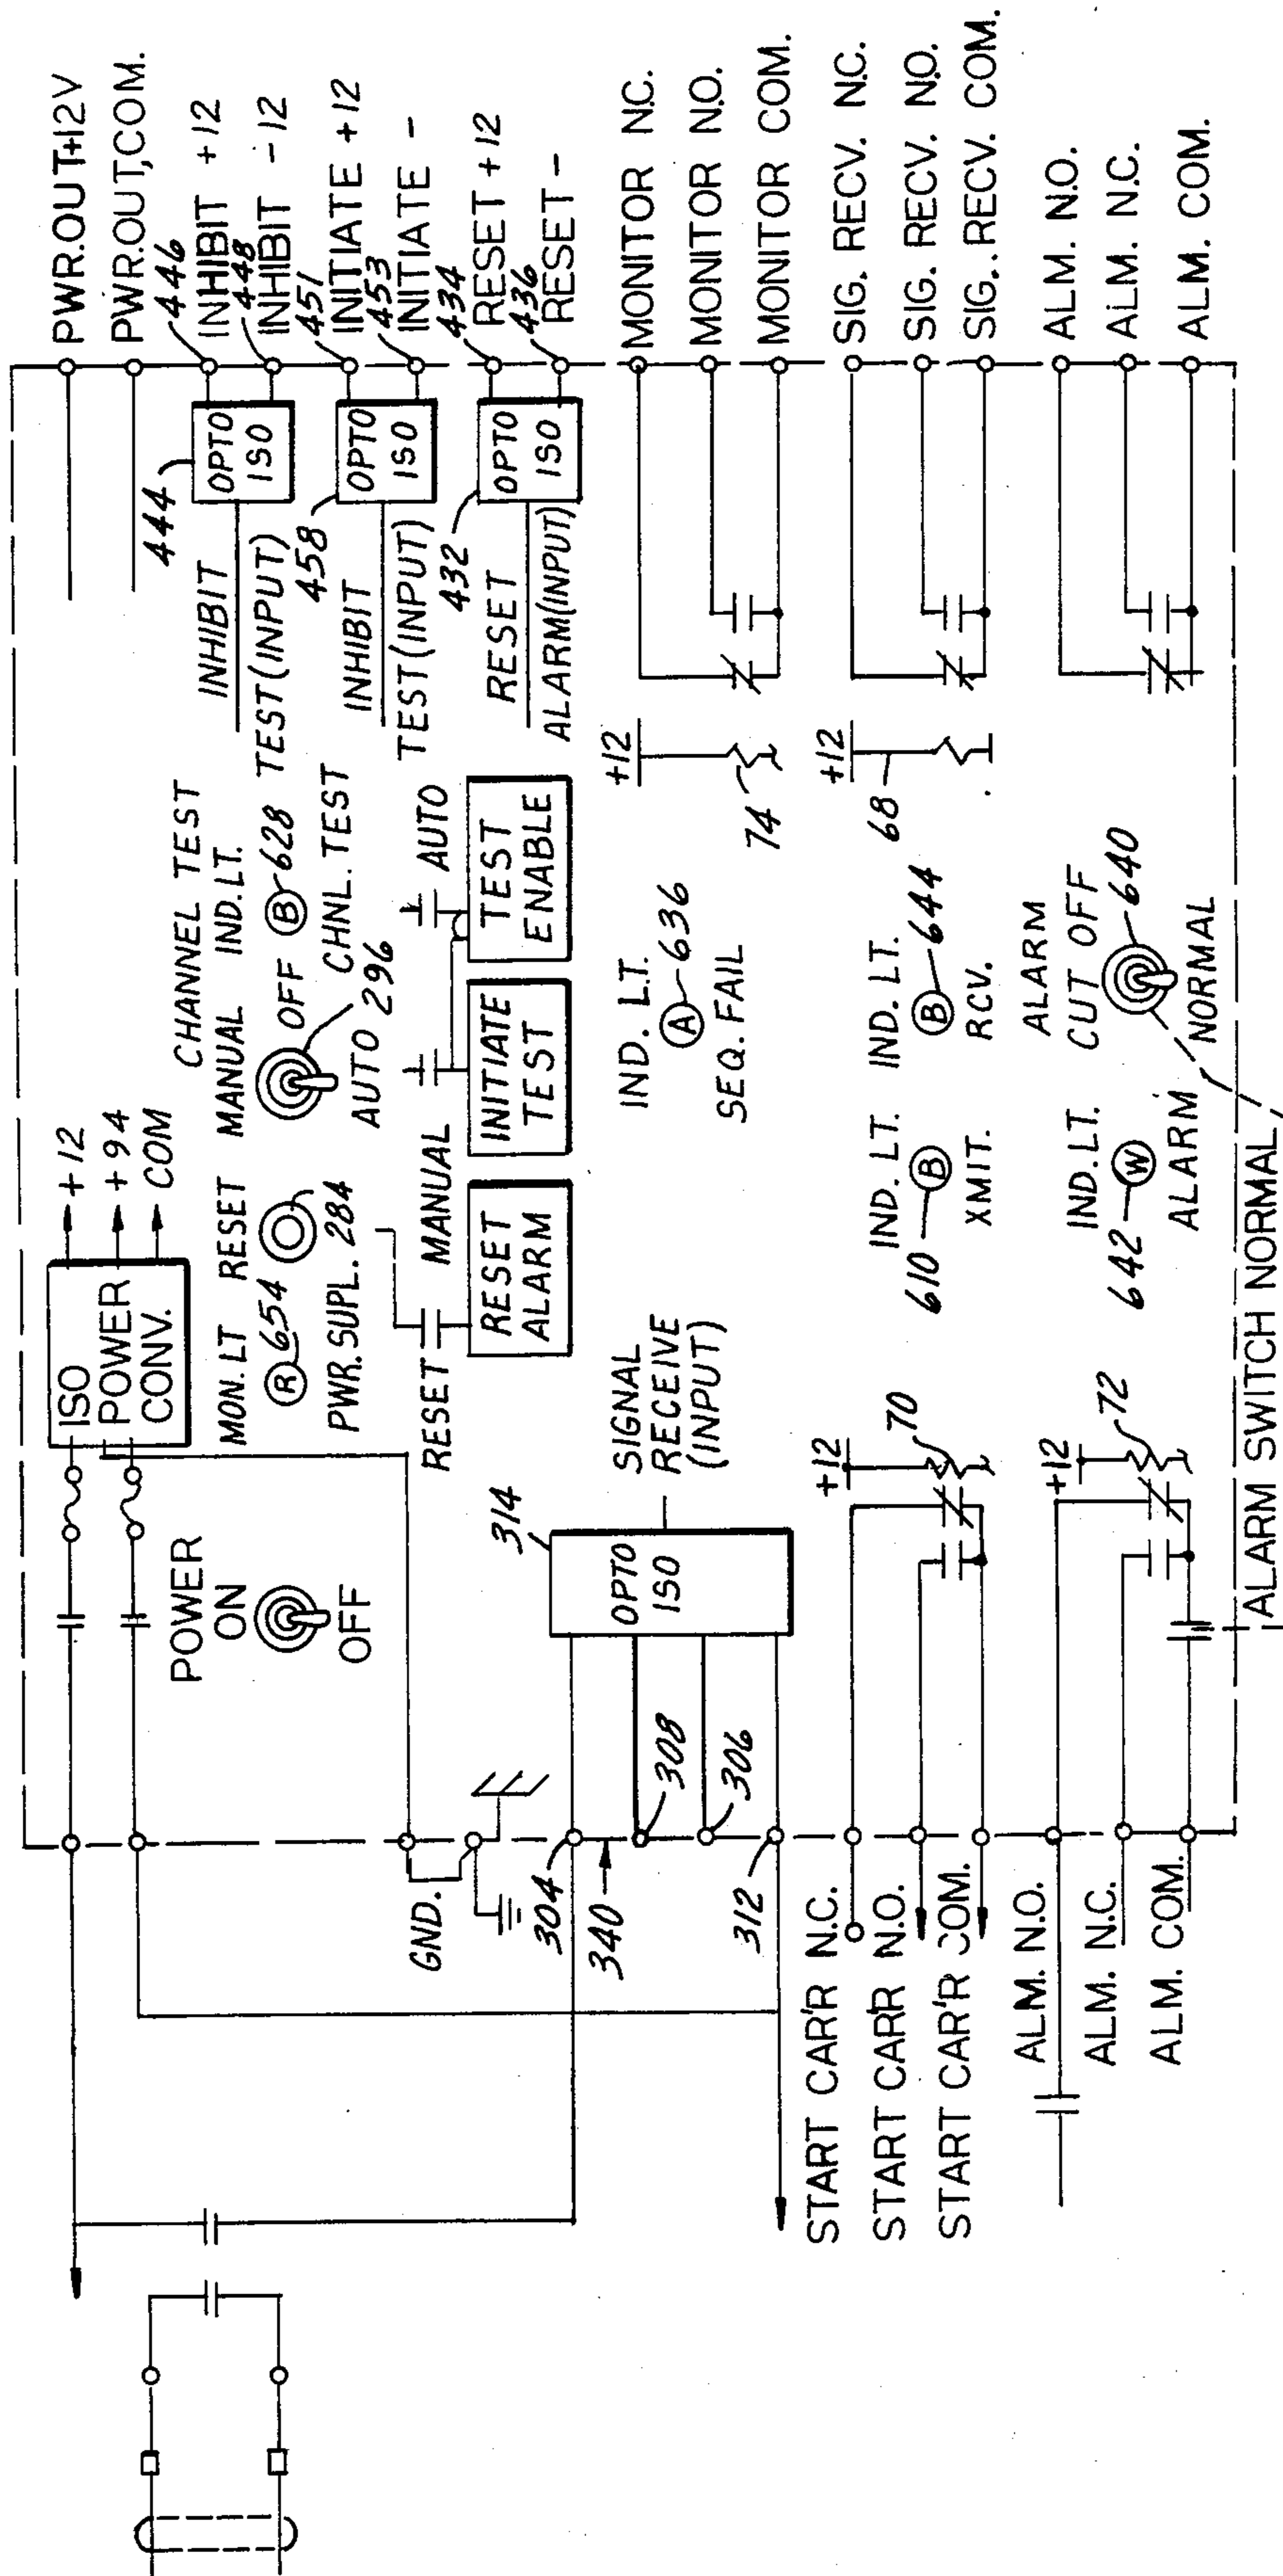 PWR.OUT+12V
PWR.OUT,COM.
446
INHIBIT +12
448
INHIBIT -12
451
INITIATE +12
453
INITIATE -
434
RESET +12
436
RESET -
MONITOR N.C.
MONITOR N.O.
MONITOR COM.
SIG. RECV. N.C.
SIG. RECV. N.O.
SIG..RECV. COM.
ALM. N.O.
ALM. N.C.
ALM. COM.
444
OPTO
ISO
INHIBIT
TEST(INPUT)
458
OPTO
ISO
INHIBIT
TEST(INPUT)
432
OPTO
ISO
RESET
ALARM(INPUT)
+12
74
+12
68
CHANNEL TEST
MANUAL IND.LT.
OFF B 628
CHNL. TEST
AUTO 296
MANUAL
AUTO
INITIATE
TEST
TEST
ENABLE
IND. LT.
A 636
SEQ. FAIL
IND. LT.
B 644
RCV.
IND. LT.
610 B
XMIT.
ALARM
CUT OFF
640
NORMAL
IND. LT.
642 W
ALARM
ALARM SWITCH NORMAL
ISO
POWER
CONV.
+12
+94
COM
MON. LT RESET
R 654
PWR. SUPL. 284
RESET
RESET
ALARM
POWER
ON
OFF
314
OPTO
ISO
SIGNAL
RECEIVE
(INPUT)
+12
70
+12
72
GND.
304
340
308
306
312
START CAR'R N.C.
START CAR'R N.O.
START CAR'R COM.
ALM. N.O.
ALM. N.C.
ALM. COM.